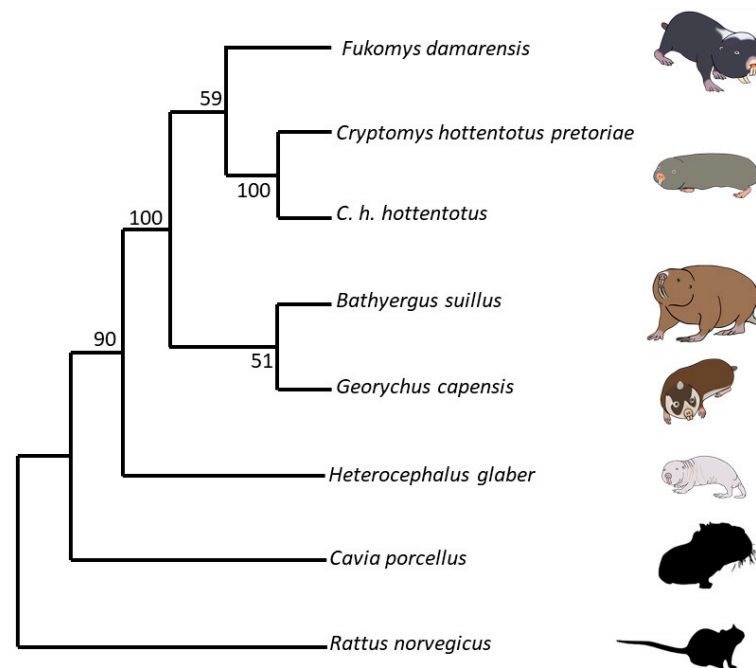 Fukomys damarensis
59
Cryptomys hottentotus pretoriae
100
C. h. hottentotus
100
Bathyergus suillus
90
51
Georychus capensis
Heterocephalus glaber
Cavia porcellus
Rattus norvegicus